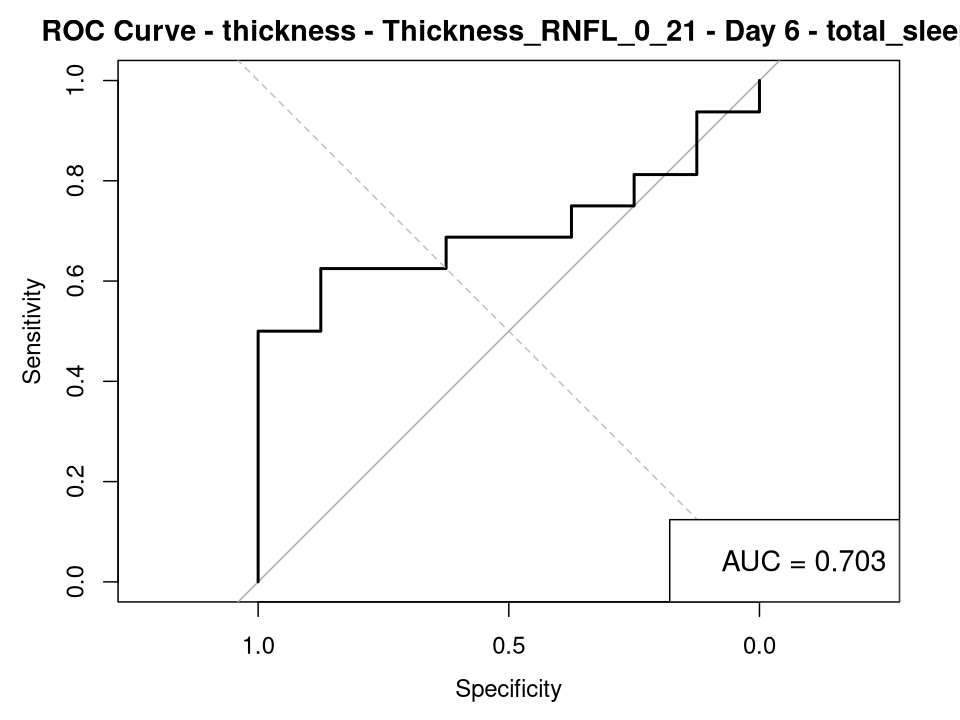 ROC Curve - thickness - Thickness_RNFL_0_21 - Day 6 - total_slee
1.0
0.8
0.6
0.4
0.2
0.0
Sensitivity
AUC = 0.703
1.0 0.5 0.0
Specificity